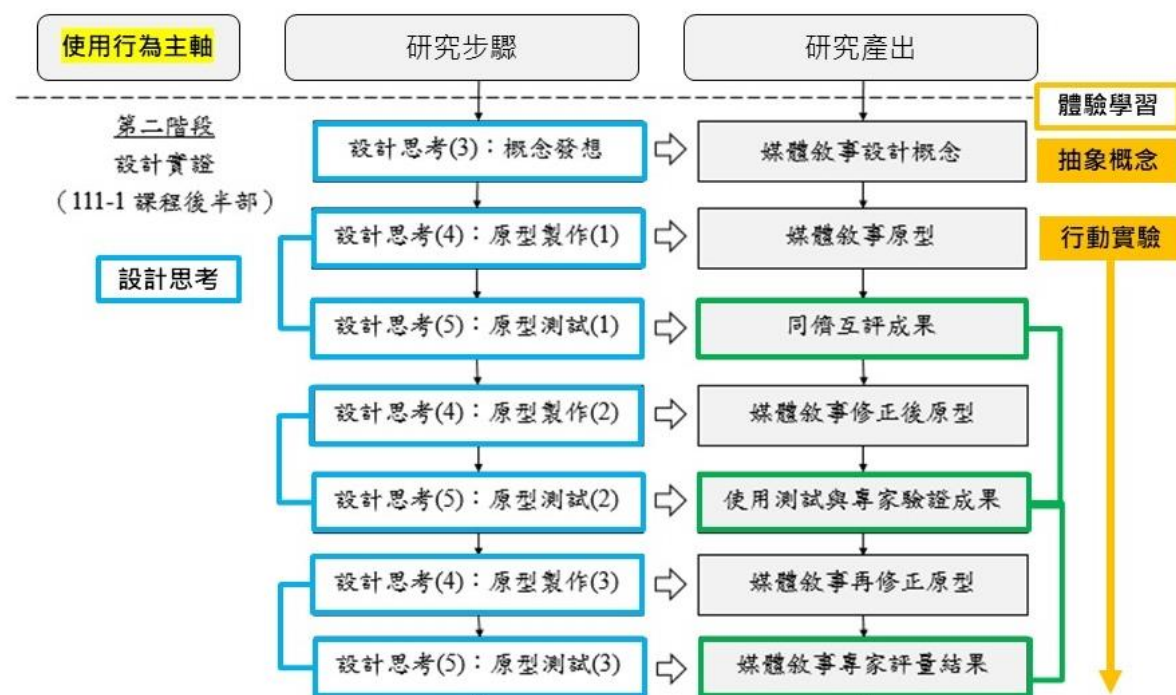 使用行為主軸
研究步驟
研究產出
體驗學習
第二階段
設計實證
（111-1 課程後半部）
設計思考(3)：概念發想
媒體敘事設計概念
抽象概念
設計思考(4)：原型製作(1)
媒體敘事原型
行動實驗
設計思考
設計思考(5)：原型測試(1)
同儕互評成果
設計思考(4)：原型製作(2)
媒體敘事修正後原型
設計思考(5)：原型測試(2)
使用測試與專家驗證成果
設計思考(4)：原型製作(3)
媒體敘事再修正原型
設計思考(5)：原型測試(3)
媒體敘事專家評量結果